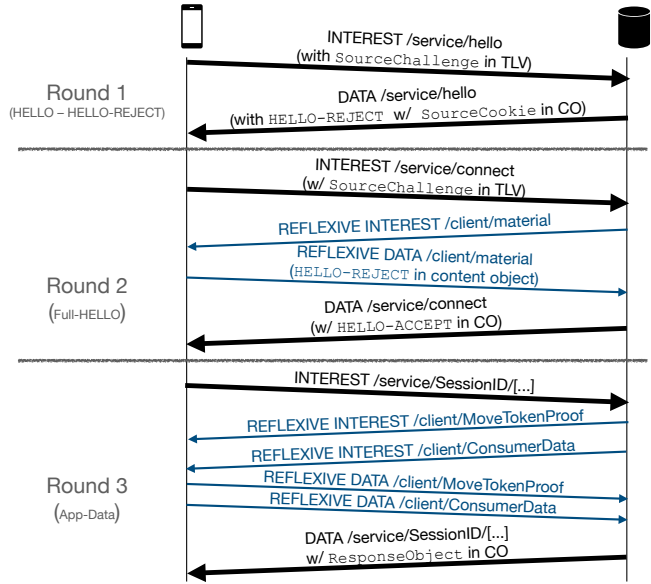 INTEREST /service/hello
(with SourceChallenge in TLV)
Round 1
(HELLO – HELLO-REJECT)
DATA /service/hello
(with HELLO-REJECT w/ SourceCookie in CO)
INTEREST /service/connect
(w/ SourceChallenge in TLV)
REFLEXIVE INTEREST /client/material
REFLEXIVE DATA /client/material
(HELLO-REJECT in content object)
Round 2
(Full-HELLO)
DATA /service/connect
(w/ HELLO-ACCEPT in CO)
INTEREST /service/SessionID/[...]
REFLEXIVE INTEREST /client/MoveTokenProof
REFLEXIVE INTEREST /client/ConsumerData
Round 3
(App-Data)
REFLEXIVE DATA /client/MoveTokenProof
REFLEXIVE DATA /client/ConsumerData
DATA /service/SessionID/[...]
w/ ResponseObject in CO